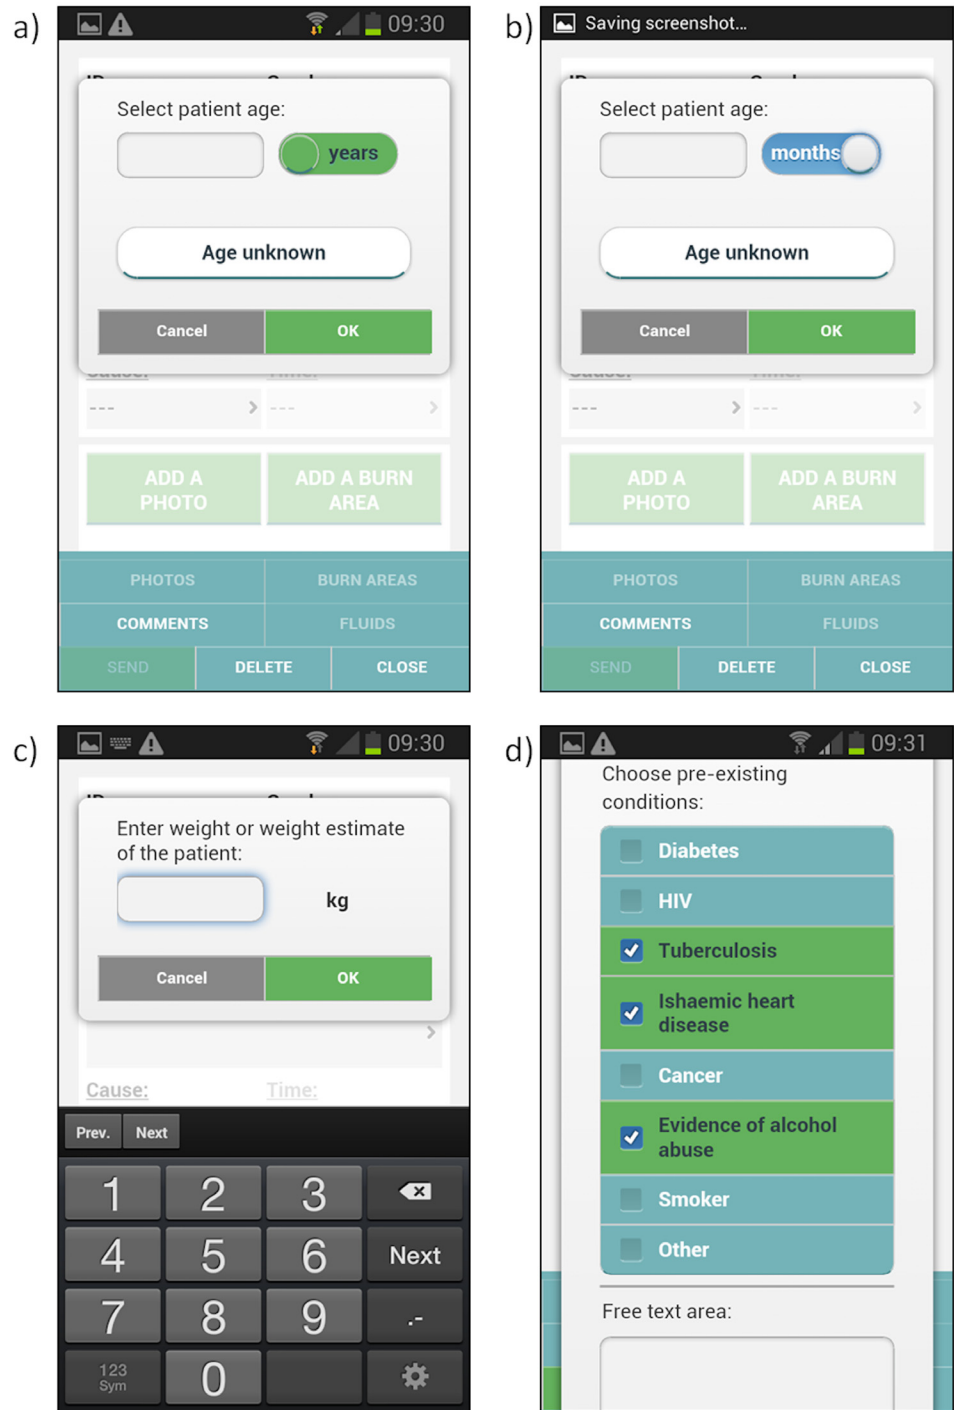 a)
09:30
Select patient age:
years
Age unknown
Cancel OK
Cause: Time:
--- ---
ADD A PHOTO
ADD A BURN AREA
PHOTOS BURN AREAS
COMMENTS FLUIDS
SEND DELETE CLOSE
b)
Saving screenshot...
Select patient age:
months
Age unknown
Cancel OK
--- ---
ADD A PHOTO
ADD A BURN AREA
PHOTOS BURN AREAS
COMMENTS FLUIDS
SEND DELETE CLOSE
c)
09:30
Enter weight or weight estimate
of the patient:
kg
Cancel OK
Cause: Time:
Prev. Next
1 2 3
4 5 6 Next
7 8 9 .-
123
Sym
0
d)
09:31
Choose pre-existing
conditions:
Diabetes
HIV
Tuberculosis
Ishaemic heart
disease
Cancer
Evidence of alcohol
abuse
Smoker
Other
Free text area: